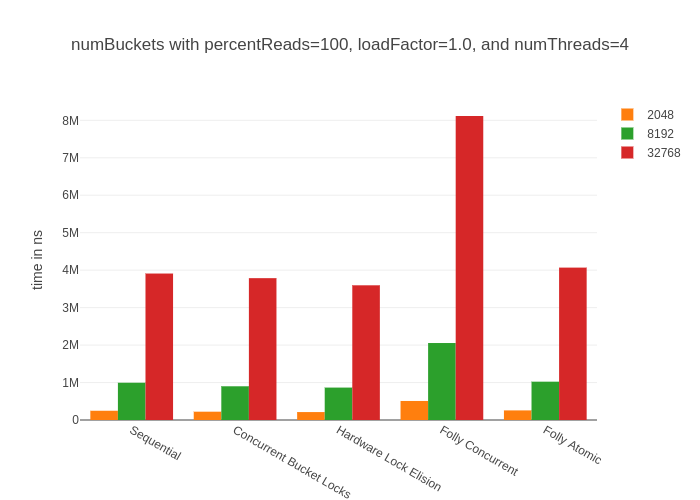 numBuckets with percentReads=100, loadFactor=1.0, and numThreads=4
2048
8192
32768
time in ns
8M
7M
6M
5M
4M
3M
2M
1M
0
Sequential
Concurrent Bucket Locks
Hardware Lock Elision
Folly Concurrent
Folly Atomic